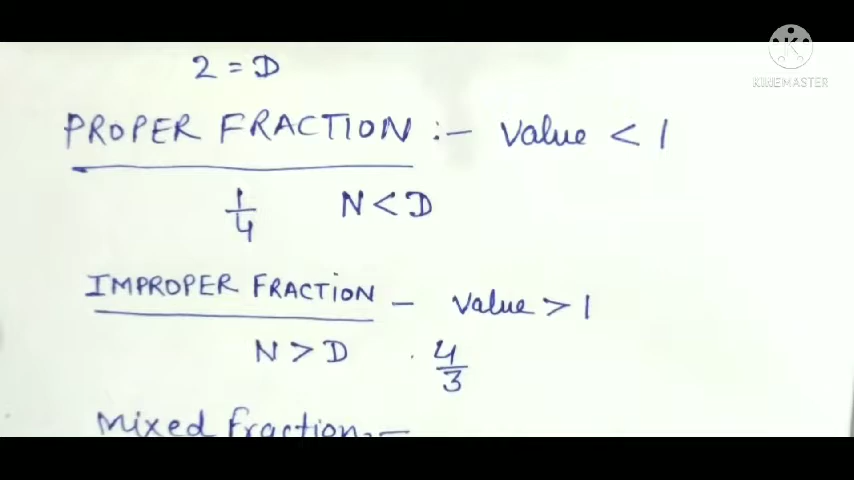 KINEMASTER
2 = D
PROPER FRACTION :- Value < 1
1/4 N < D
IMPROPER FRACTION - Value > 1
N > D . 4/3
Mixed fraction :-